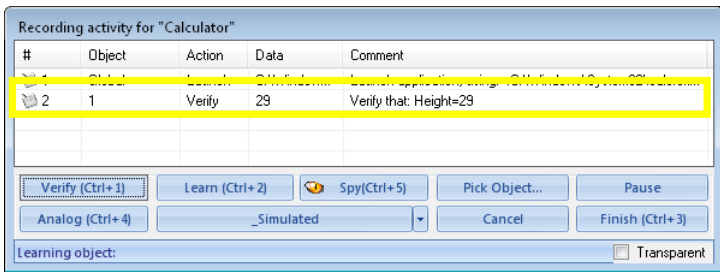 Recording activity for "Calculator"
# Object Action Data Comment
2 1 Verify 29 Verify that: Height=29
Verify (Ctrl+1) Learn (Ctrl+2) Spy(Ctrl+5) Pick Object... Pause
Analog (Ctrl+4) _Simulated Cancel Finish (Ctrl+3)
Learning object: Transparent